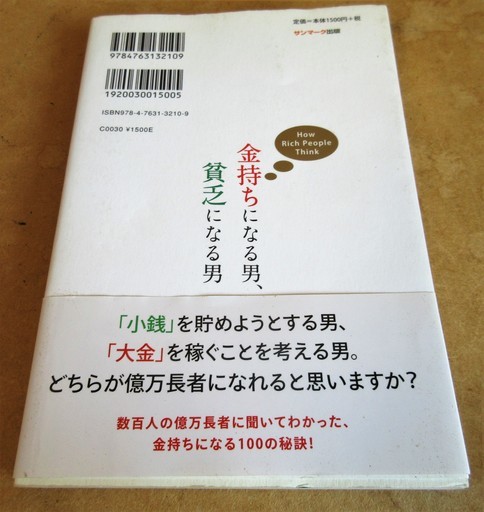 9784763132109
1920030015005
ISBN978-4-7631-3210-9
C0030 ¥1500E
定価=本体1500円+税
サンマーク出版
How
Rich People
Think
金持ちになる男、
貧乏になる男
「小銭」を貯めようとする男、
「大金」を稼ぐことを考える男。
どちらが億万長者になれると思いますか?
数百人の億万長者に聞いてわかった、
金持ちになる100の秘訣!